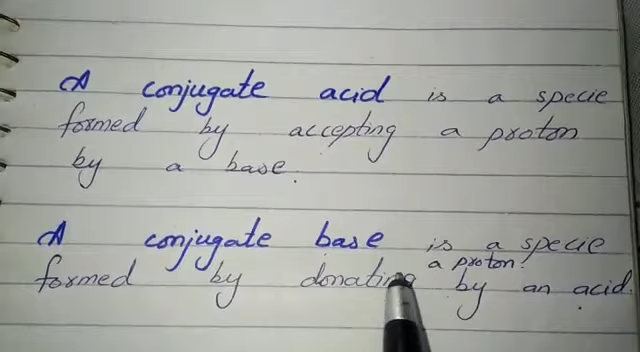 A conjugate acid is a specie
formed by accepting a proton
by a base.
A conjugate base is a specie
a proton.
formed by donating by an acid.